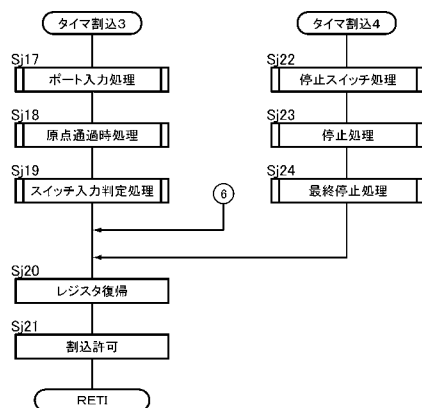 タイマ割込3
Sj17
ポート入力処理
Sj18
原点通過時処理
Sj19
スイッチ入力判定処理
タイマ割込4
Sj22
停止スイッチ処理
Sj23
停止処理
Sj24
最終停止処理
6
Sj20
レジスタ復帰
Sj21
割込許可
RETI